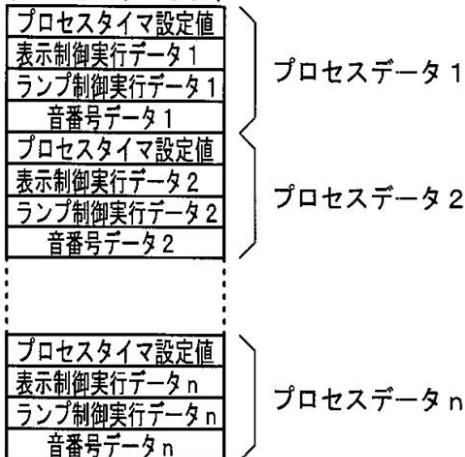 プロセスタイマ設定値
表示制御実行データ1
ランプ制御実行データ1
音番号データ1
プロセスデータ1
プロセスタイマ設定値
表示制御実行データ2
ランプ制御実行データ2
音番号データ2
プロセスデータ2
プロセスタイマ設定値
表示制御実行データn
ランプ制御実行データn
音番号データn
プロセスデータn